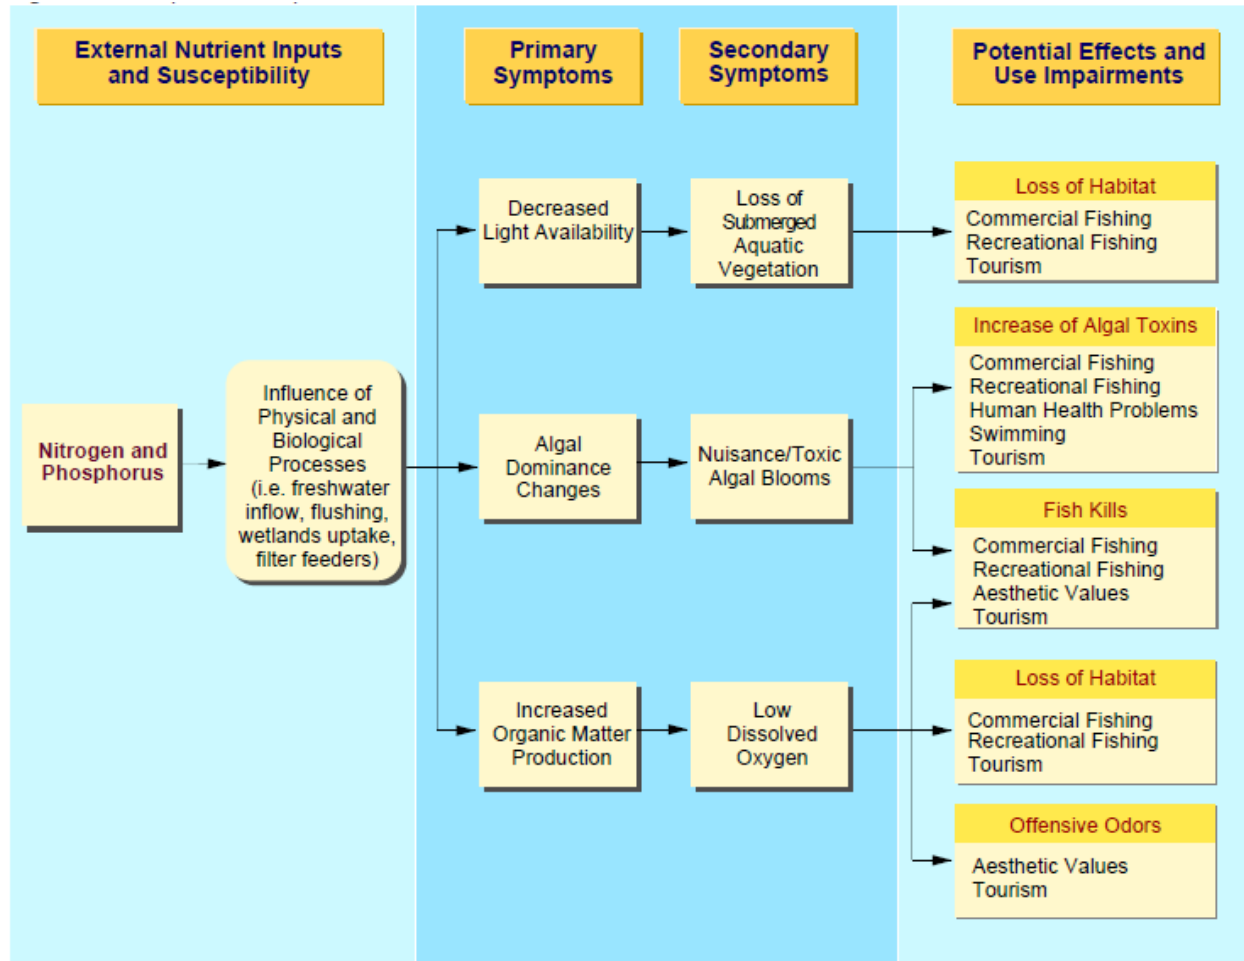 External Nutrient Inputs
and Susceptibility
Primary
Symptoms
Secondary
Symptoms
Potential Effects and
Use Impairments
Nitrogen and
Phosphorus
Influence of
Physical and
Biological
Processes
(i.e. freshwater
inflow, flushing,
wetlands uptake,
filter feeders)
Decreased
Light Availability
Loss of
Submerged
Aquatic
Vegetation
Loss of Habitat
Commercial Fishing
Recreational Fishing
Tourism
Algal
Dominance
Changes
Nuisance/Toxic
Algal Blooms
Increase of Algal Toxins
Commercial Fishing
Recreational Fishing
Human Health Problems
Swimming
Tourism
Fish Kills
Commercial Fishing
Recreational Fishing
Aesthetic Values
Tourism
Increased
Organic Matter
Production
Low
Dissolved
Oxygen
Loss of Habitat
Commercial Fishing
Recreational Fishing
Tourism
Offensive Odors
Aesthetic Values
Tourism